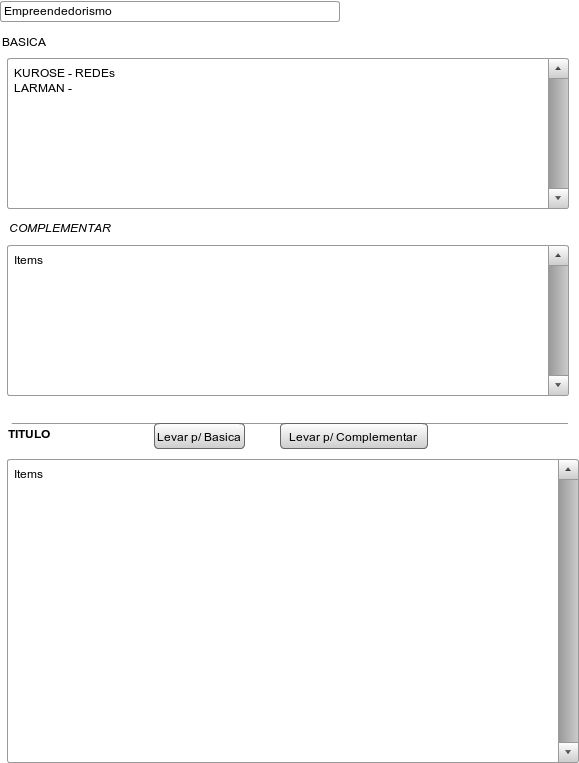 Empreendedorismo
BASICA
KUROSE - REDEs
LARMAN -
COMPLEMENTAR
Items
TITULO
Levar p/ Basica
Levar p/ Complementar
Items